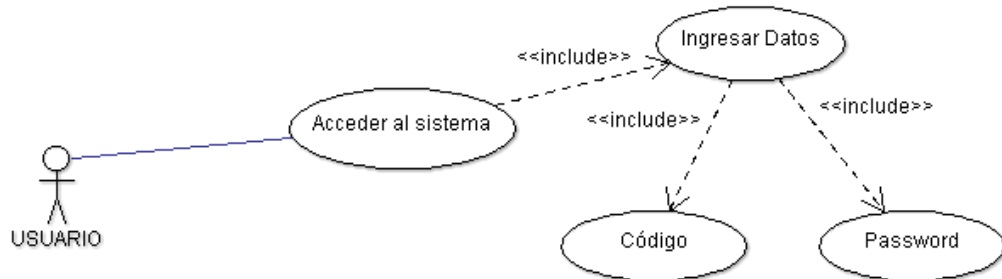 Ingresar Datos
<<include>>
Acceder al sistema
<<include>>
<<include>>
USUARIO
Código
Password